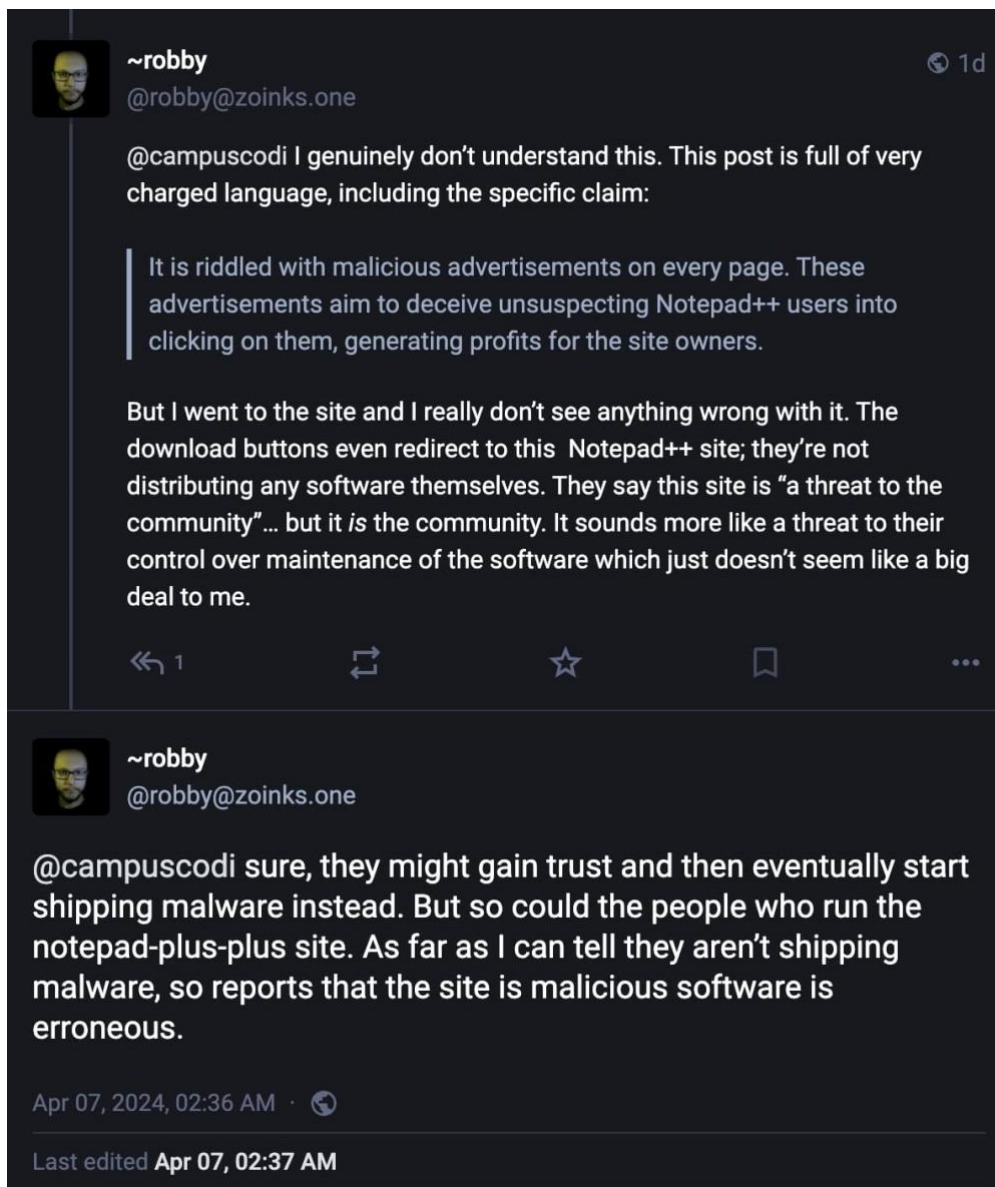 ~robby
1d
@robby@zoinks.one
@campuscodi I genuinely don’t understand this. This post is full of very
charged language, including the specific claim:
It is riddled with malicious advertisements on every page. These
advertisements aim to deceive unsuspecting Notepad++ users into
clicking on them, generating profits for the site owners.
But I went to the site and I really don’t see anything wrong with it. The
download buttons even redirect to this  Notepad++ site; they’re not
distributing any software themselves. They say this site is “a threat to the
community”… but it is the community. It sounds more like a threat to their
control over maintenance of the software which just doesn’t seem like a big
deal to me.
1
~robby
@robby@zoinks.one
@campuscodi sure, they might gain trust and then eventually start
shipping malware instead. But so could the people who run the
notepad-plus-plus site. As far as I can tell they aren’t shipping
malware, so reports that the site is malicious software is
erroneous.
Apr 07, 2024, 02:36 AM ·
Last edited Apr 07, 02:37 AM